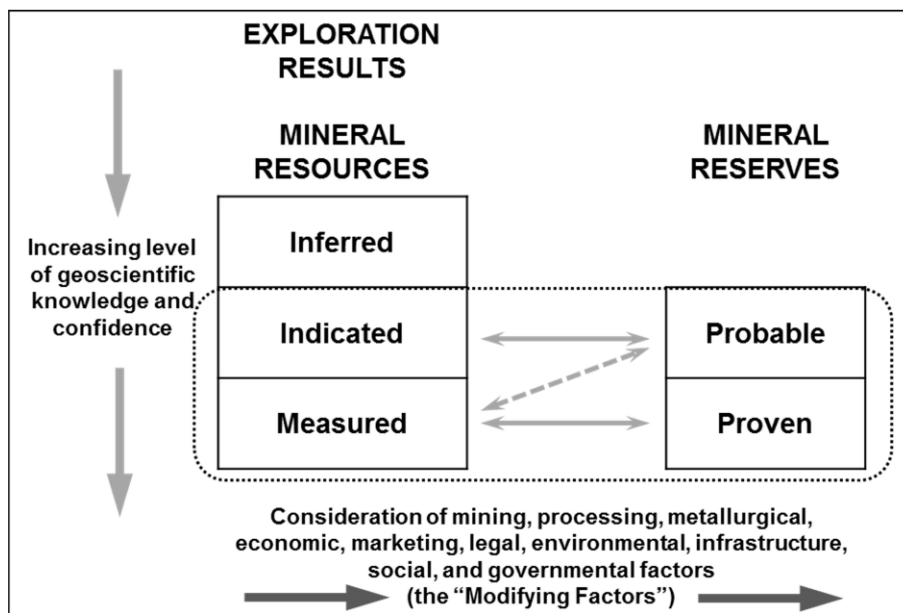 EXPLORATION
RESULTS
MINERAL
RESOURCES
MINERAL
RESERVES
Inferred
Increasing level
of geoscientific
knowledge and
confidence
Indicated
Probable
Measured
Proven
Consideration of mining, processing, metallurgical,
economic, marketing, legal, environmental, infrastructure,
social, and governmental factors
(the “Modifying Factors”)